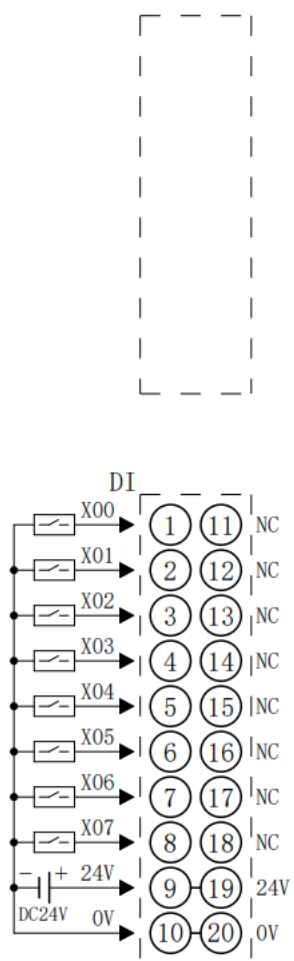 DI
X00 1 11 NC
X01 2 12 NC
X02 3 13 NC
X03 4 14 NC
X04 5 15 NC
X05 6 16 NC
X06 7 17 NC
X07 8 18 NC
- + 24V 9 19 24V
DC24V 0V 10 20 0V